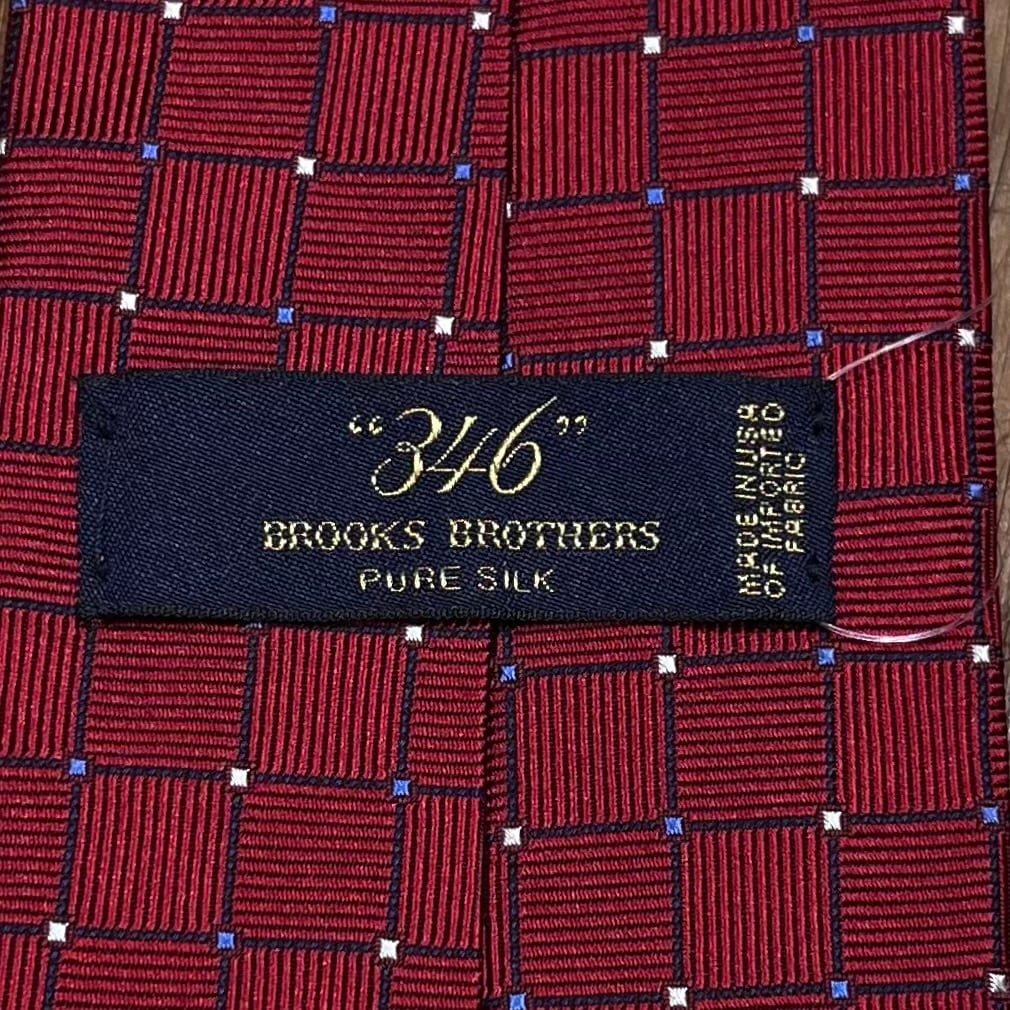 "346"
BROOKS BROTHERS
PURE SILK
MADE IN USA
OF IMPORTED
FABRIC